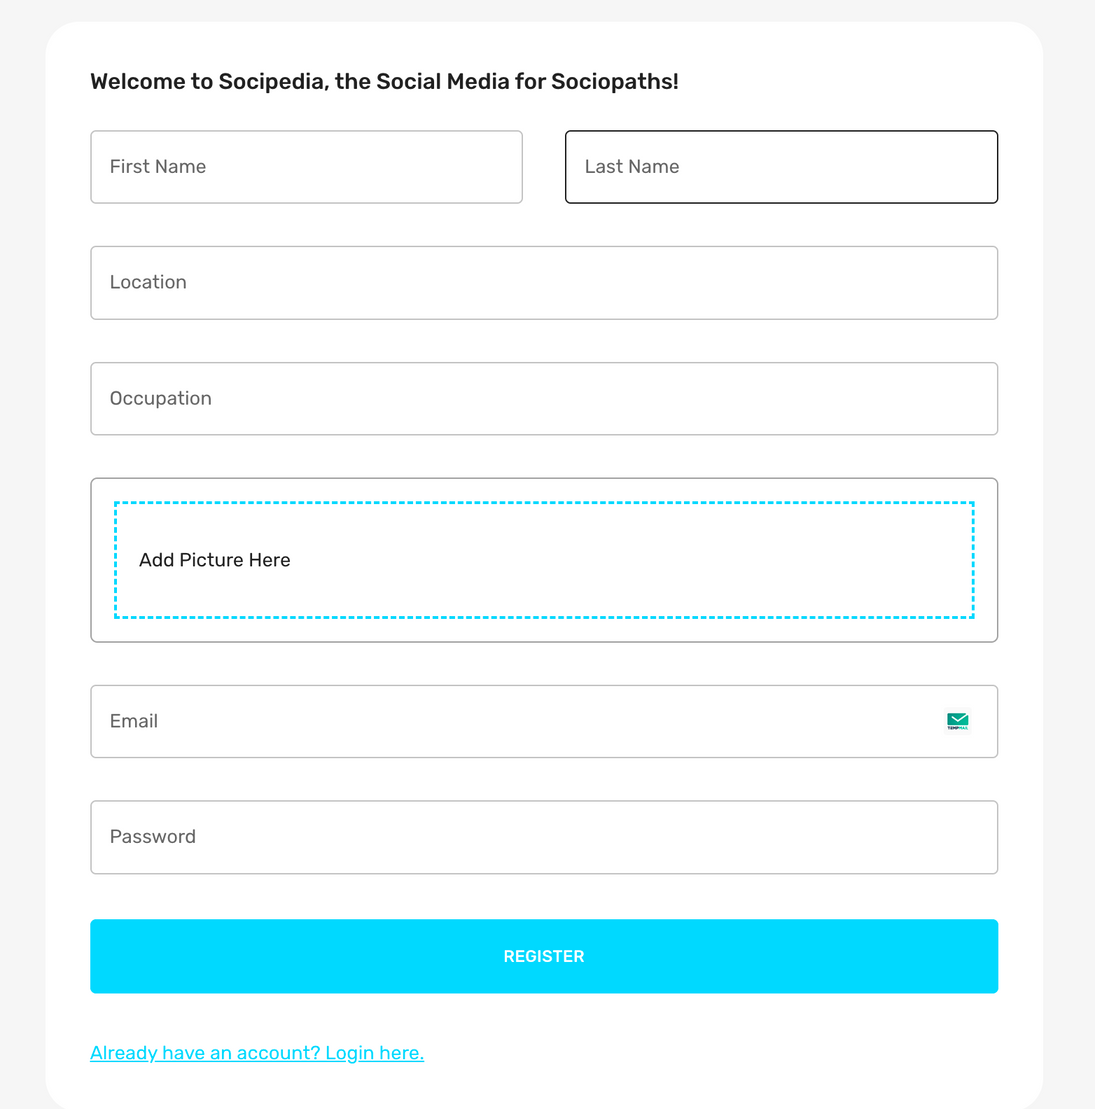 Welcome to Socipedia, the Social Media for Sociopaths!
First Name
Last Name
Location
Occupation
Add Picture Here
Email
TEMPMAIL
Password
REGISTER
Already have an account? Login here.